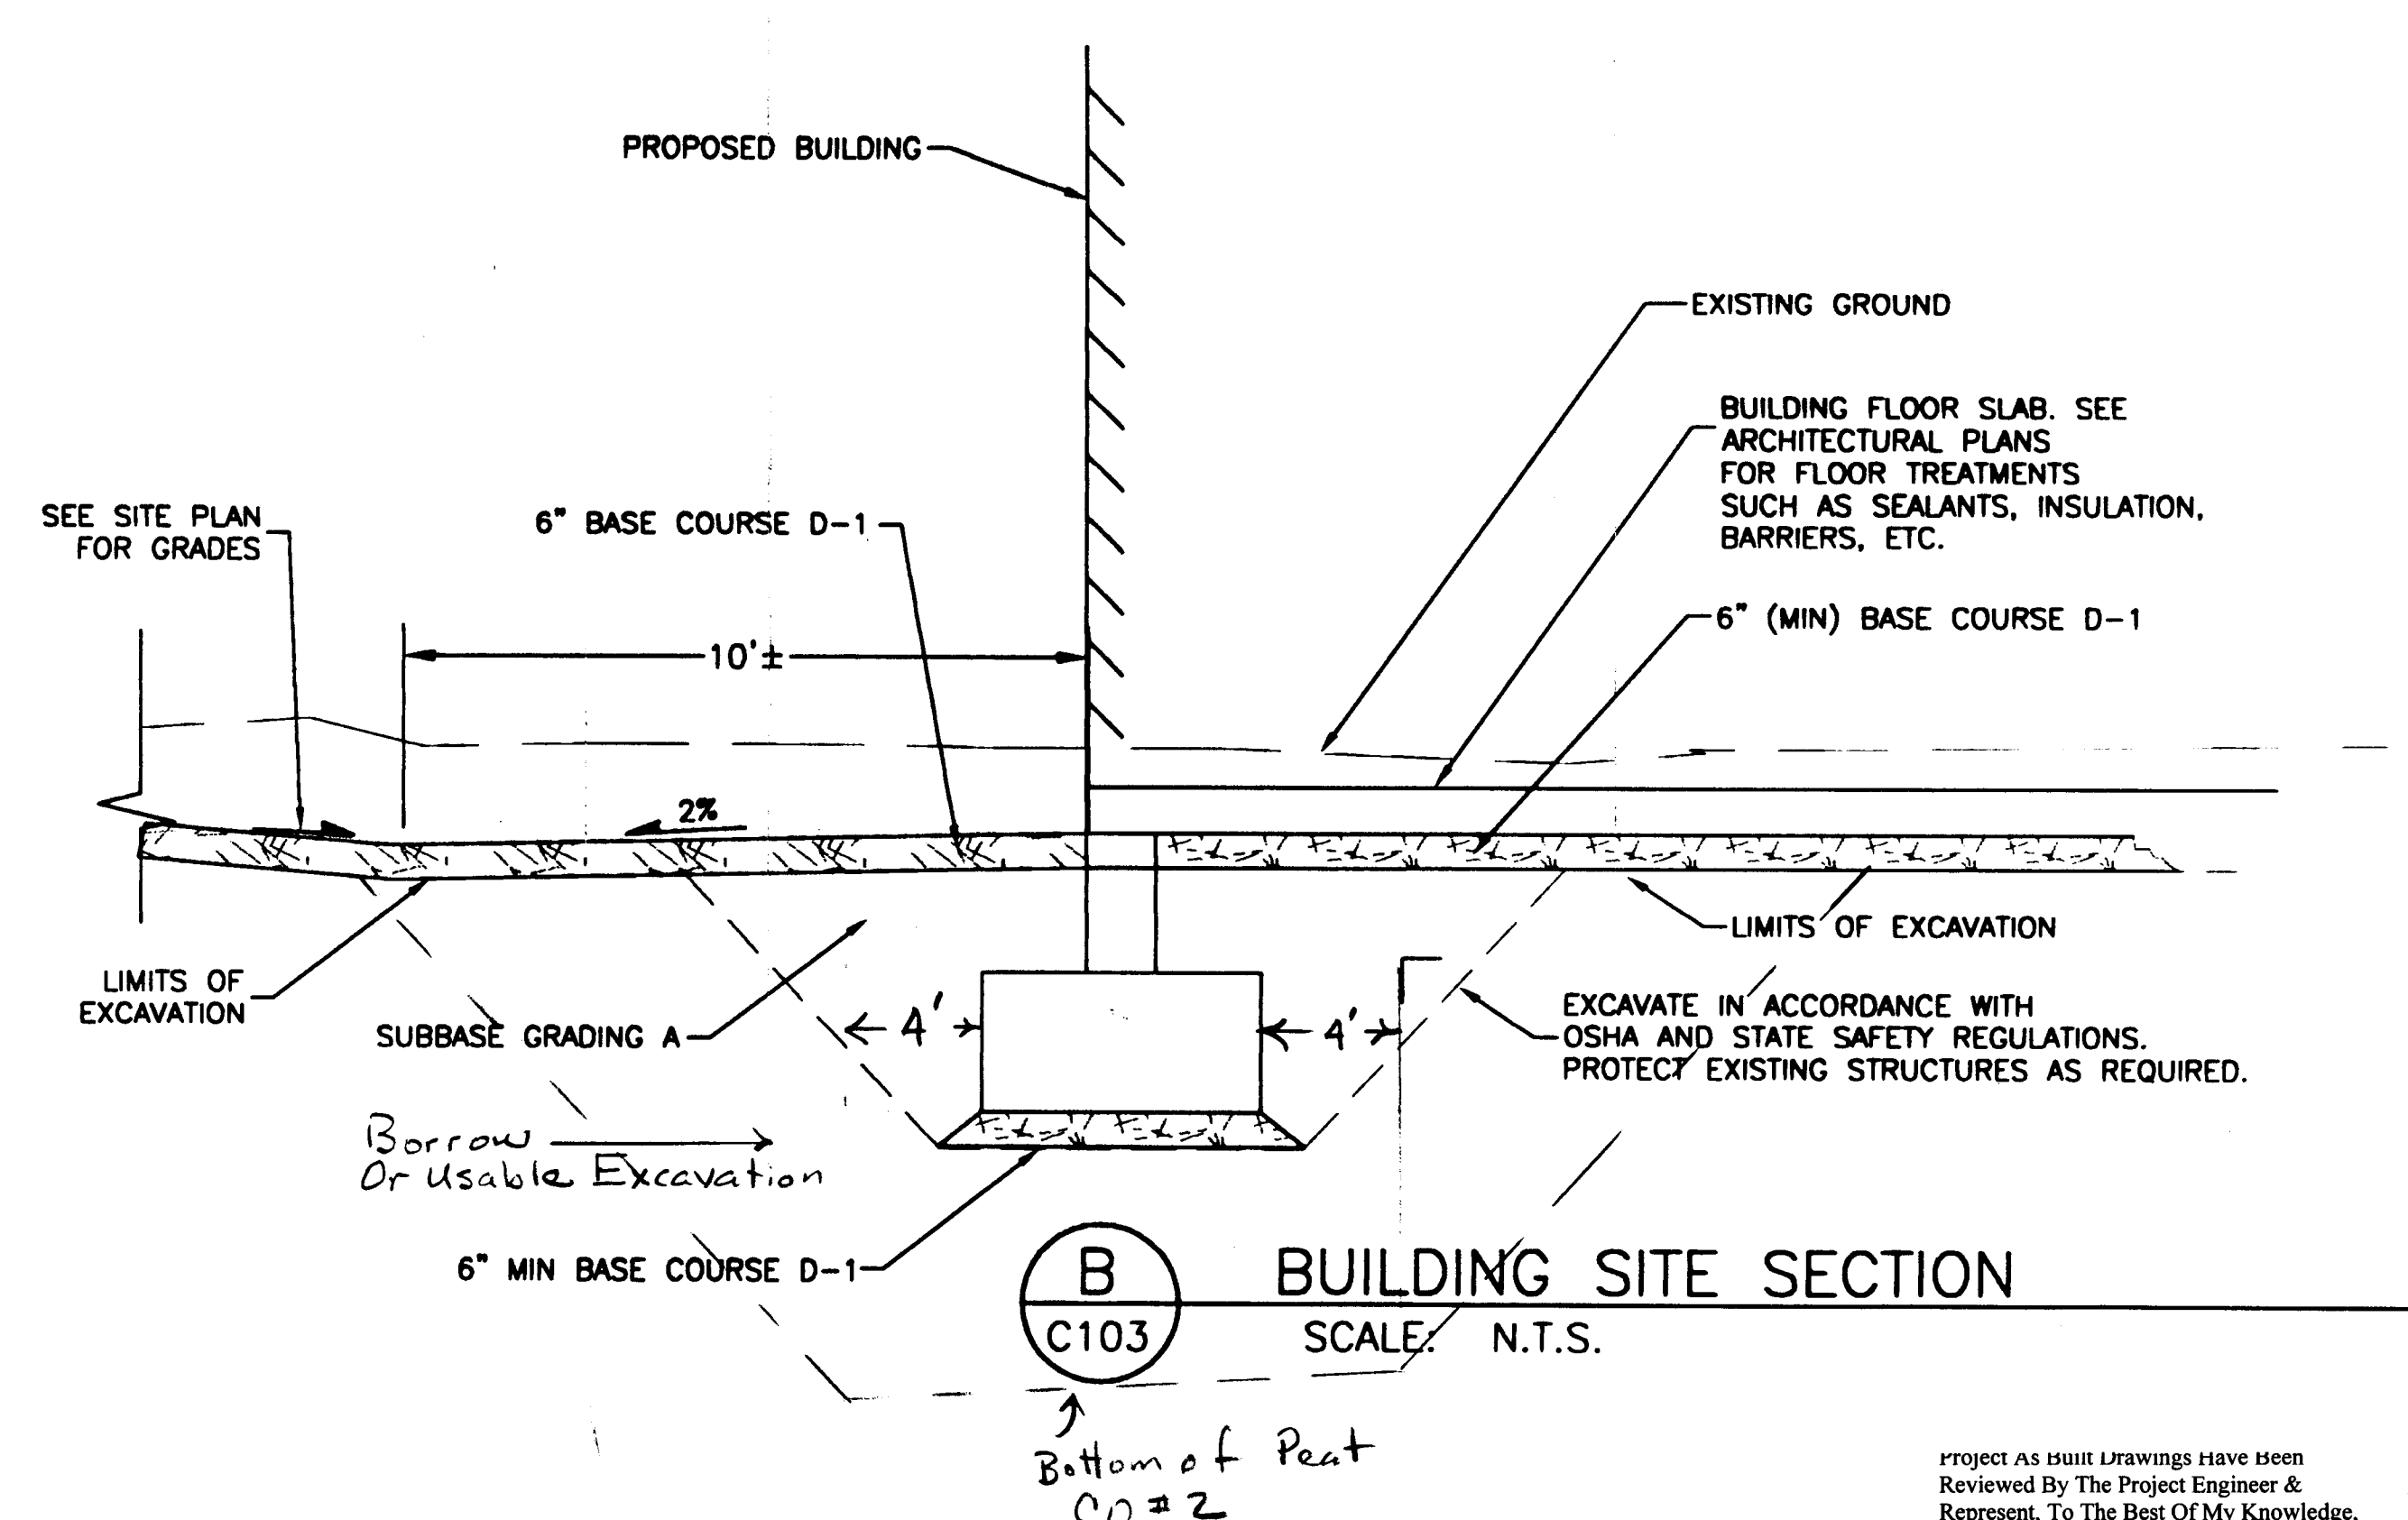 PROPOSED BUILDING
EXISTING GROUND
BUILDING FLOOR SLAB. SEE
ARCHITECTURAL PLANS
FOR FLOOR TREATMENTS
SUCH AS SEALANTS, INSULATION,
BARRIERS, ETC.
SEE SITE PLAN
FOR GRADES
6" BASE COURSE D-1
6" (MIN) BASE COURSE D-1
10'±
2%
LIMITS OF EXCAVATION
LIMITS OF
EXCAVATION
SUBBASE GRADING A
4'
4'
EXCAVATE IN ACCORDANCE WITH
OSHA AND STATE SAFETY REGULATIONS.
PROTECT EXISTING STRUCTURES AS REQUIRED.
Borrow
Or Usable Excavation
6" MIN BASE COURSE D-1
B
C103
BUILDING SITE SECTION
SCALE: N.T.S.
Bottom of Peat
CO # 2
Project As Built Drawings Have Been
Reviewed By The Project Engineer &
Represent, To The Best Of My Knowledge,